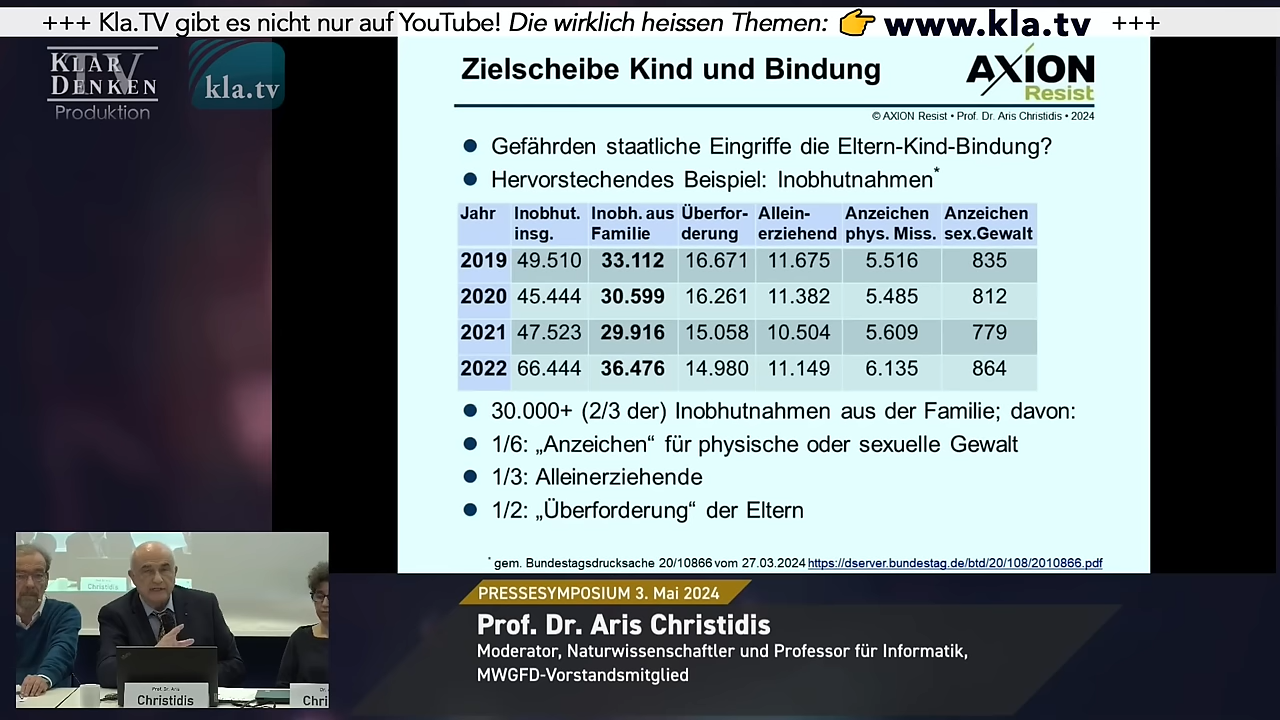 +++ Kla.TV gibt es nicht nur auf YouTube! Die wirklich heissen Themen: 👉 www.kla.tv +++
KLAR
DENKEN
TV
Produktion
kla.tv
Zielscheibe Kind und Bindung
AXION
Resist
© AXION Resist • Prof. Dr. Aris Christidis • 2024
● Gefährden staatliche Eingriffe die Eltern-Kind-Bindung?
● Hervorstechendes Beispiel: Inobhutnahmen*
Jahr Inobhut. insg. Inobh. aus Familie Überfor-derung Allein-erziehend Anzeichen phys. Miss. Anzeichen sex.Gewalt
2019 49.510 33.112 16.671 11.675 5.516 835
2020 45.444 30.599 16.261 11.382 5.485 812
2021 47.523 29.916 15.058 10.504 5.609 779
2022 66.444 36.476 14.980 11.149 6.135 864
● 30.000+ (2/3 der) Inobhutnahmen aus der Familie; davon:
● 1/6: „Anzeichen“ für physische oder sexuelle Gewalt
● 1/3: Alleinerziehende
● 1/2: „Überforderung“ der Eltern
* gem. Bundestagsdrucksache 20/10866 vom 27.03.2024 https://dserver.bundestag.de/btd/20/108/2010866.pdf
PRESSESYMPOSIUM 3. Mai 2024
Prof. Dr. Aris Christidis
Moderator, Naturwissenschaftler und Professor für Informatik,
MWGFD-Vorstandsmitglied
Christidis
Prof. Dr. Aris
Christidis
Chri